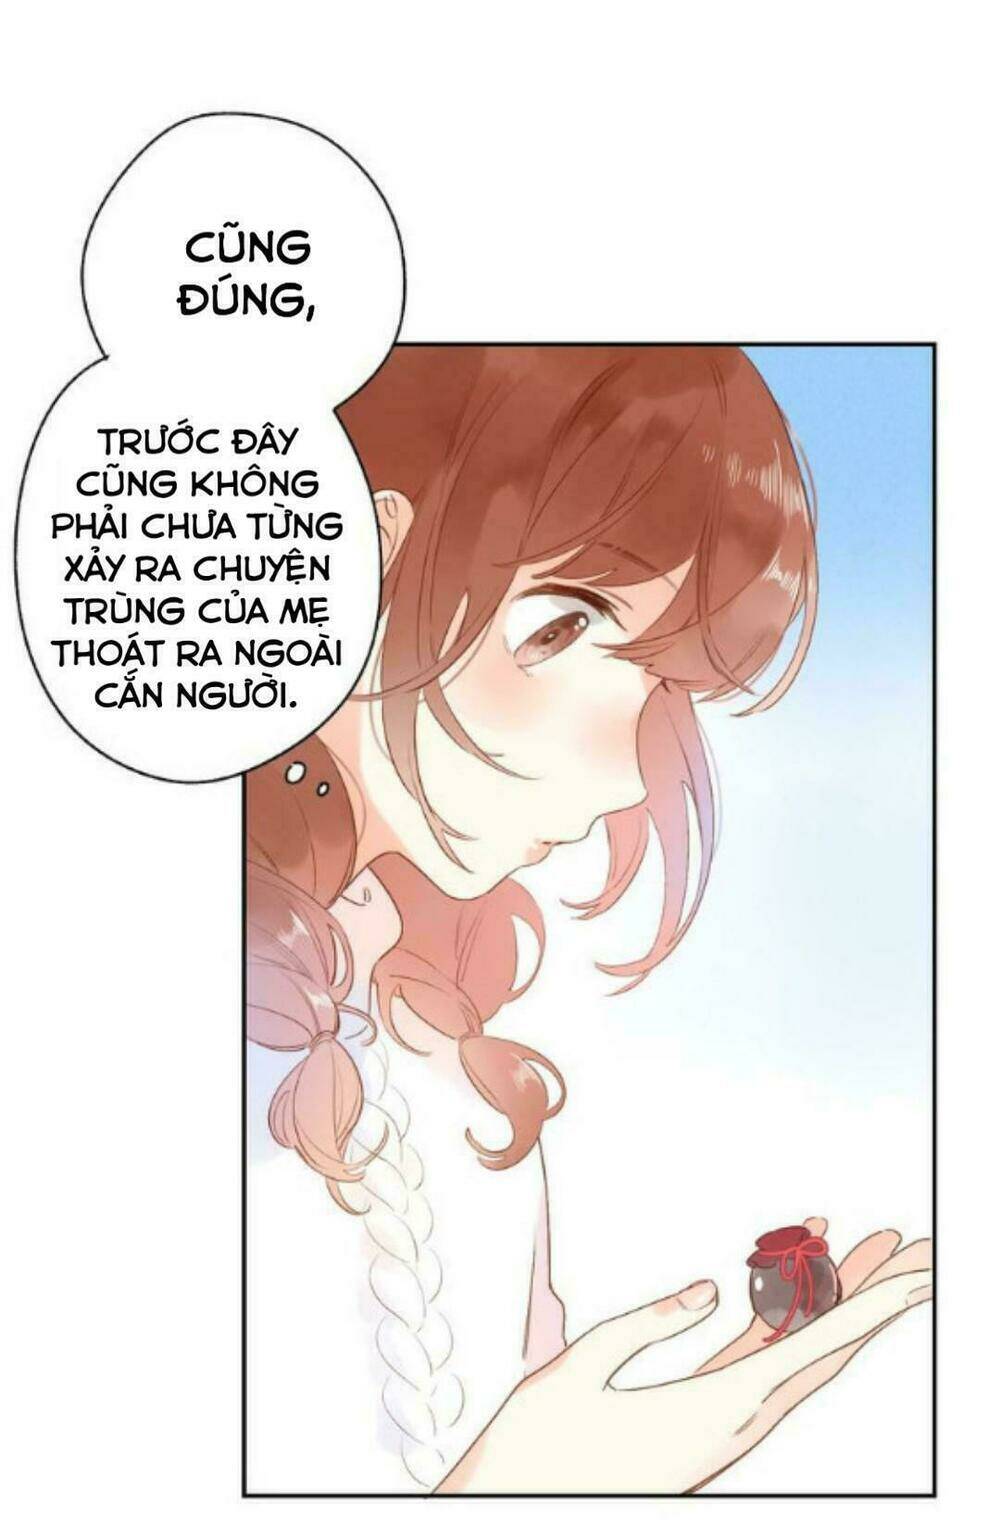 CŨNG
ĐÚNG,
TRƯỚC ĐÂY
CŨNG KHÔNG
PHẢI CHƯA TỪNG
XẢY RA CHUYỆN
TRÙNG CỦA MẸ
THOÁT RA NGOÀI
CẮN NGƯỜI.